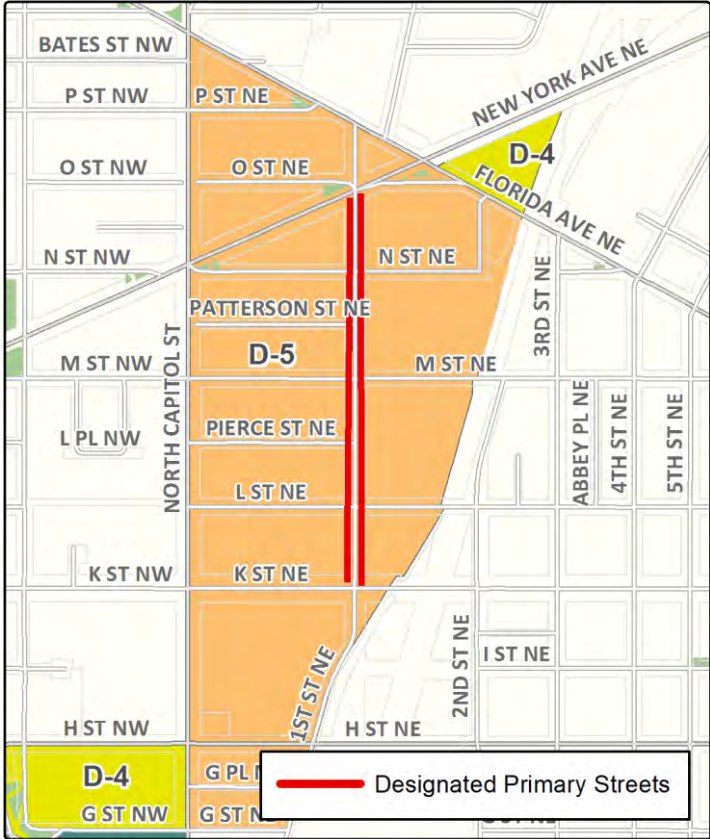 BATES ST NW
NEW YORK AVE NE
P ST NW
P ST NE
D-4
O ST NW
O ST NE
FLORIDA AVE NE
N ST NW
N ST NE
3RD ST NE
PATTERSON ST NE
NORTH CAPITOL ST
D-5
M ST NW
M ST NE
ABBEY PL NE
4TH ST NE
5TH ST NE
L PL NW
PIERCE ST NE
L ST NE
K ST NW
K ST NE
2ND ST NE
I ST NE
1ST ST NE
H ST NW
H ST NE
D-4
G PL
G ST NW
G ST
Designated Primary Streets